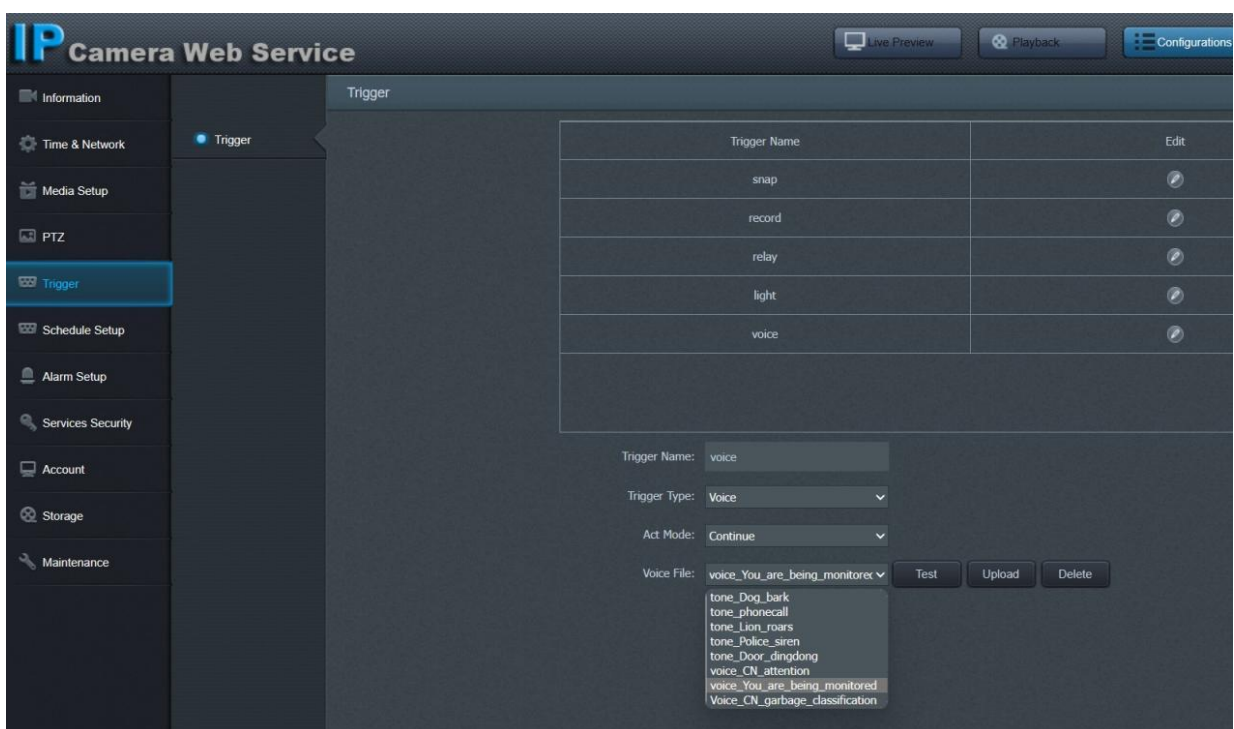 IP Camera Web Service
Live Preview
Playback
Configurations
Information
Time & Network
Media Setup
PTZ
Trigger
Schedule Setup
Alarm Setup
Services Security
Account
Storage
Maintenance
Trigger
Trigger
Trigger Name Edit
snap
record
relay
light
voice
Trigger Name: voice
Trigger Type: Voice
Act Mode: Continue
Voice File: voice_You_are_being_monitorec Test Upload Delete
tone_Dog_bark
tone_phonecall
tone_Lion_roars
tone_Police_siren
tone_Door_dingdong
voice_CN_attention
voice_You_are_being_monitored
Voice_CN_garbage_classification